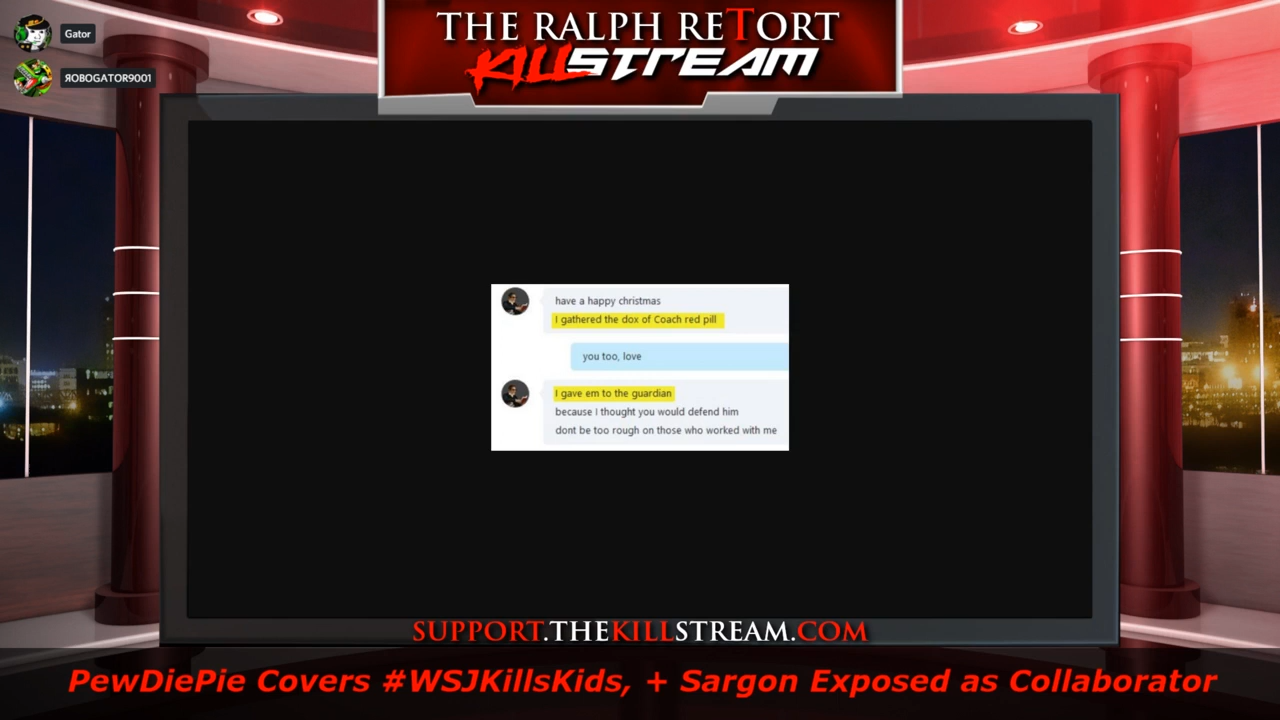 Gator
ЯOBOGATOR9001
THE RALPH RETORT
KILLSTREAM
have a happy christmas
I gathered the dox of Coach red pill
you too, love
I gave em to the guardian
because I thought you would defend him
dont be too rough on those who worked with me
SUPPORT.THEKILLSTREAM.COM
PewDiePie Covers #WSJKillsKids, + Sargon Exposed as Collaborator